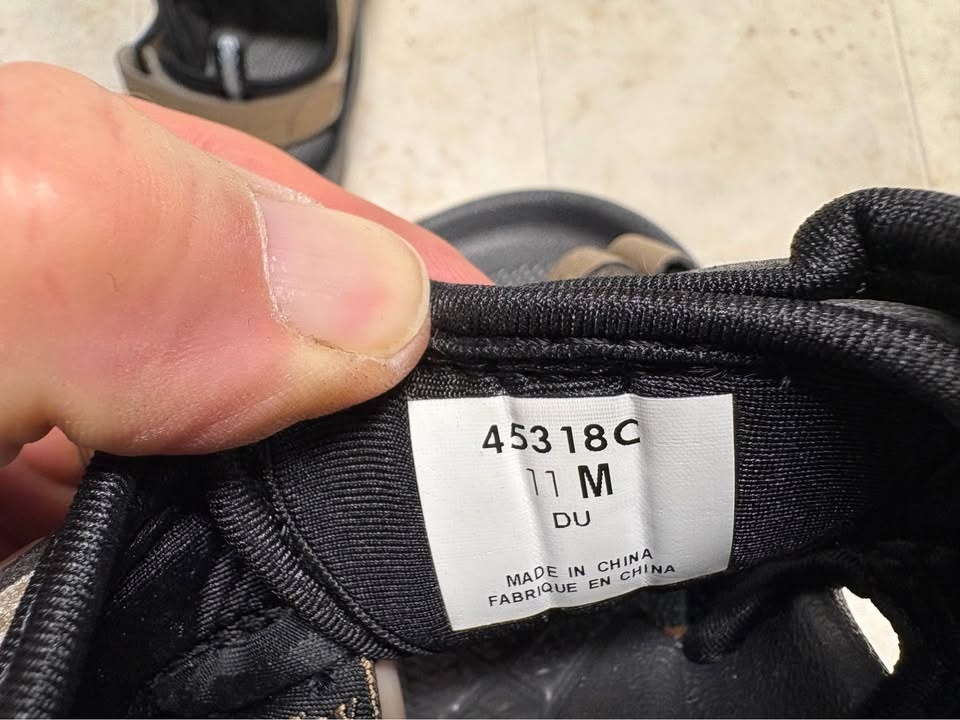 45318C
11 M
DU
MADE IN CHINA
FABRIQUE EN CHINA